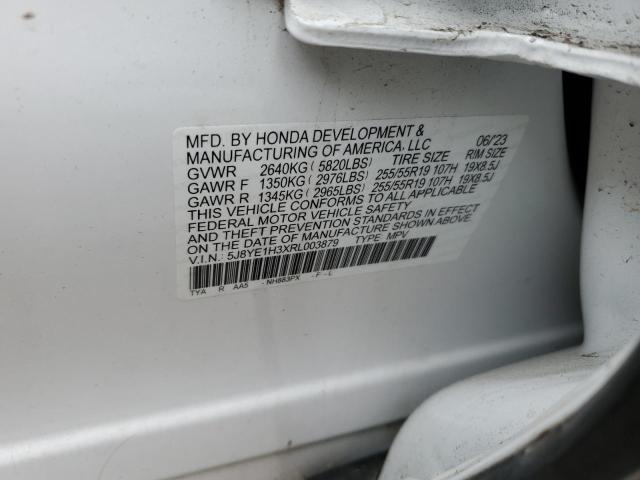 MFD. BY HONDA DEVELOPMENT & 06/23
MANUFACTURING OF AMERICA, LLC
GVWR 2640KG ( 5820LBS) TIRE SIZE RIM SIZE
GAWR F 1350KG ( 2976LBS) 255/55R19 107H 19X8.5J
GAWR R 1345KG ( 2965LBS) 255/55R19 107H 19X8.5J
THIS VEHICLE CONFORMS TO ALL APPLICABLE
FEDERAL MOTOR VEHICLE SAFETY, BUMPER,
AND THEFT PREVENTION STANDARDS IN EFFECT
ON THE DATE OF MANUFACTURE SHOWN ABOVE.
V.I.N.: 5J8YE1H3XRL003879 TYPE: MPV
TYA R AA5 -NH883PX -F-L